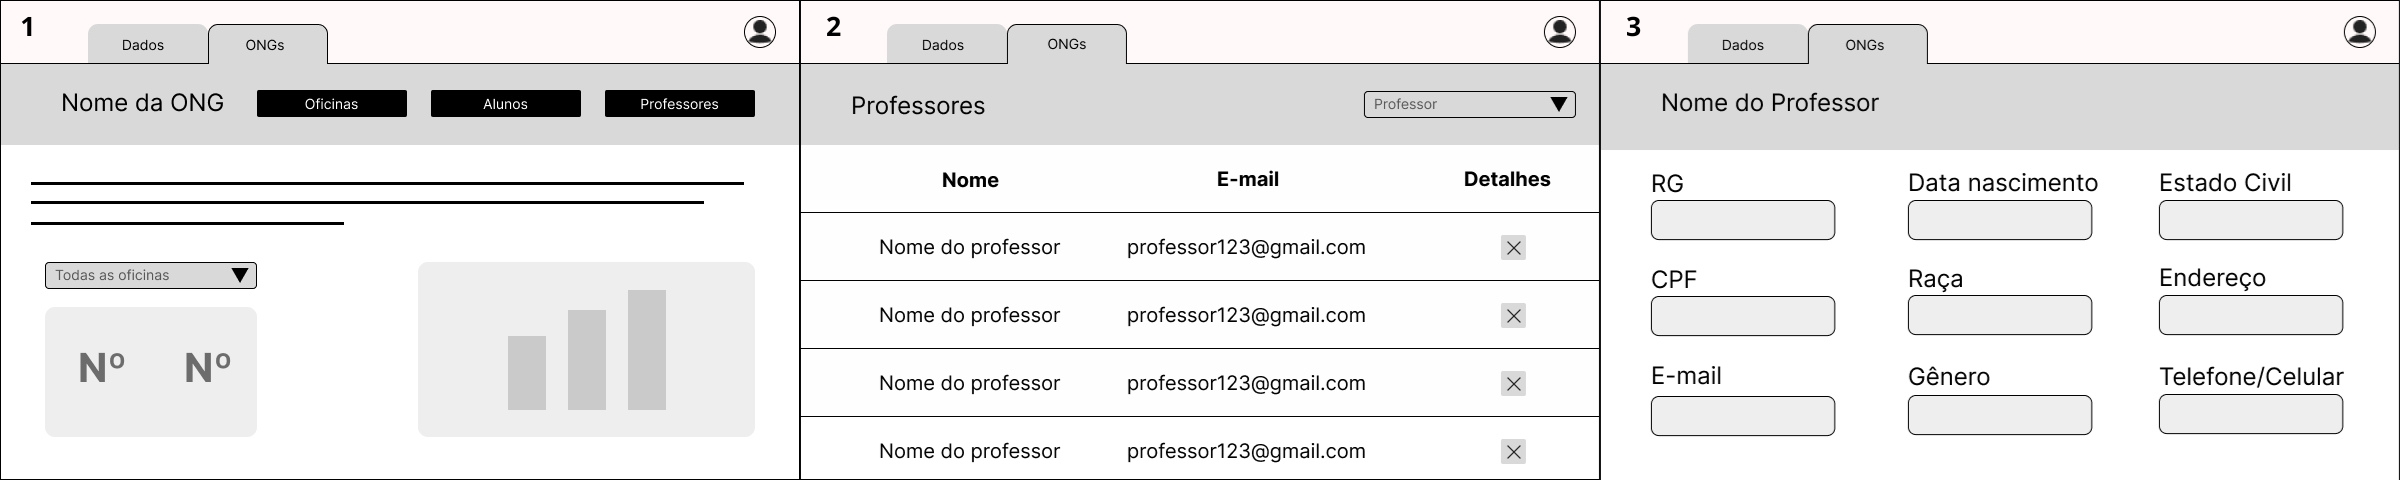 1
Dados
ONGs
Nome da ONG
Oficinas
Alunos
Professores
Todas as oficinas
Nº Nº
2
Dados
ONGs
Professores
Professor
Nome E-mail Detalhes
Nome do professor professor123@gmail.com
Nome do professor professor123@gmail.com
Nome do professor professor123@gmail.com
Nome do professor professor123@gmail.com
3
Dados
ONGs
Nome do Professor
RG Data nascimento Estado Civil
CPF Raça Endereço
E-mail Gênero Telefone/Celular